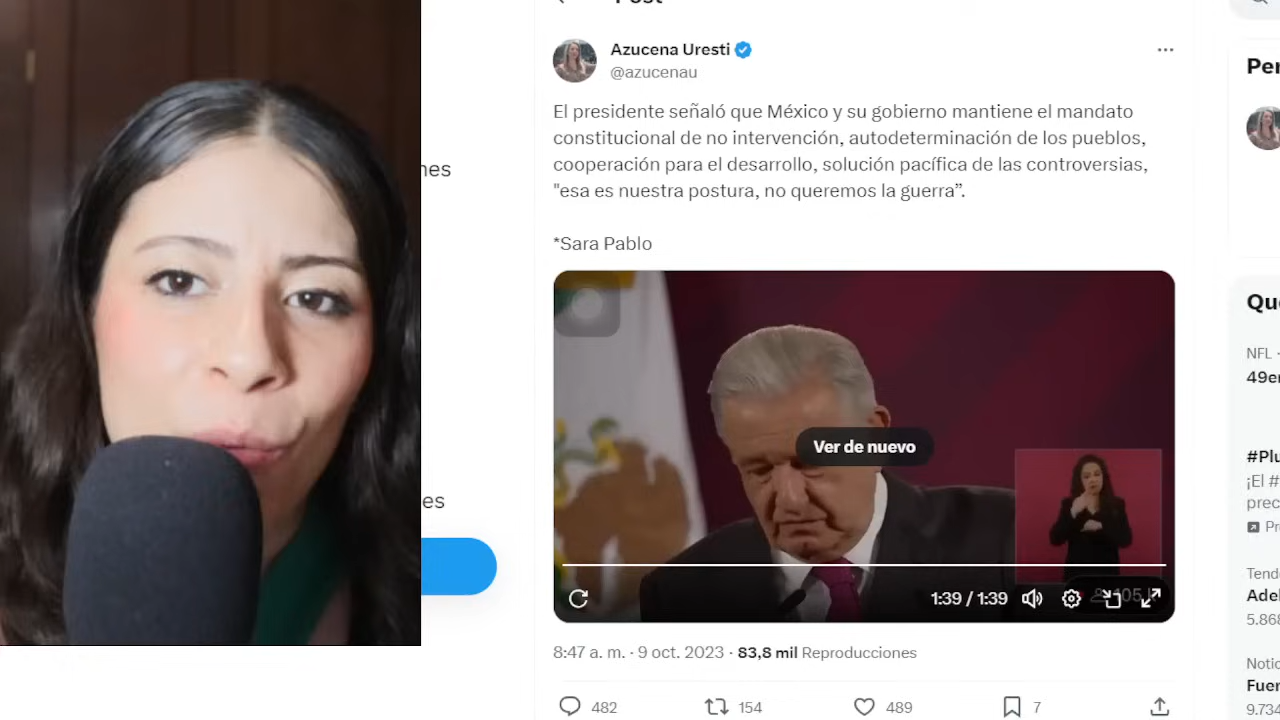 Post
Azucena Uresti
@azucenau
El presidente señaló que México y su gobierno mantiene el mandato
constitucional de no intervención, autodeterminación de los pueblos,
cooperación para el desarrollo, solución pacífica de las controversias,
"esa es nuestra postura, no queremos la guerra”.
*Sara Pablo
Ver de nuevo
1:39 / 1:39
105
8:47 a. m. · 9 oct. 2023 · 83,8 mil Reproducciones
482
154
489
7
nes
es
Per
Qu
NFL ·
49er
#Plu
¡El #
prec
Pr
Tend
Adel
5.868
Notic
Fuer
9.734